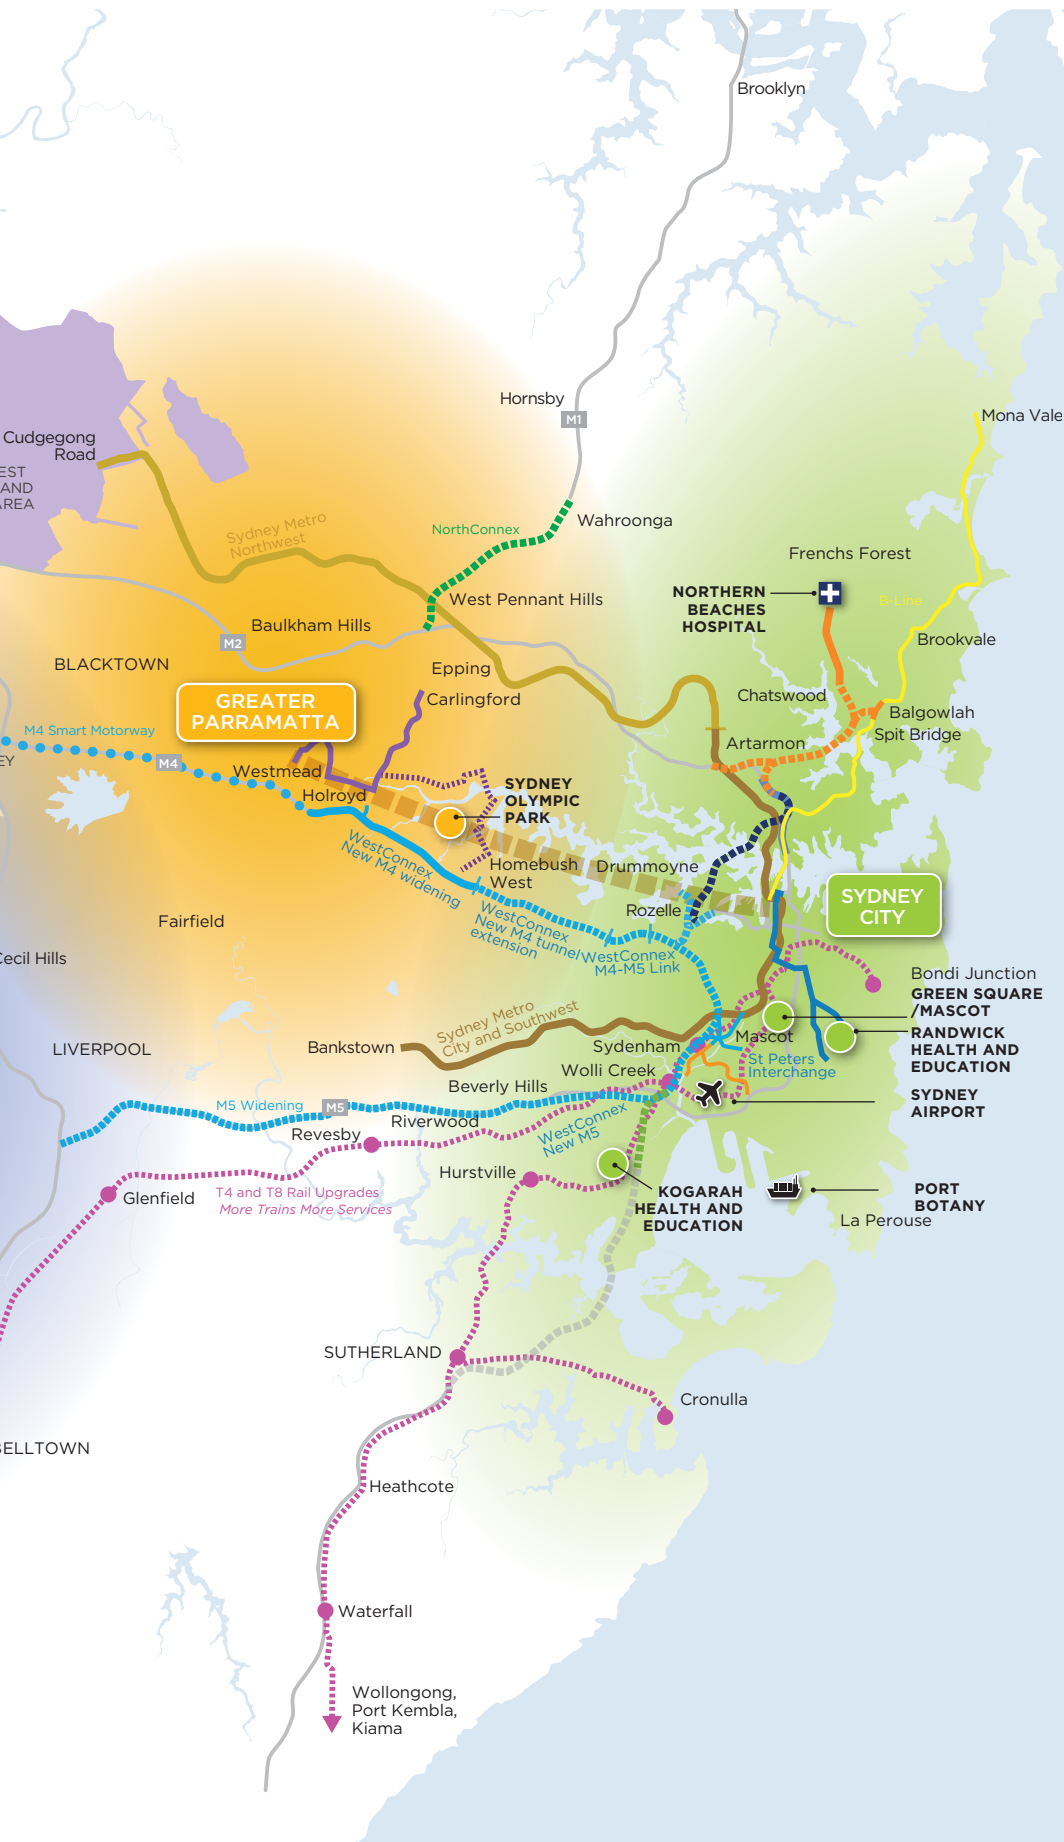 Brooklyn
Hornsby
M1
Mona Vale
Cudgegong
Road
EST
AND
AREA
Sydney Metro
Northwest
NorthConnex
Wahroonga
Frenchs Forest
NORTHERN
BEACHES
HOSPITAL
B-Line
West Pennant Hills
Baulkham Hills
M2
Brookvale
BLACKTOWN
Epping
Carlingford
Chatswood
GREATER
PARRAMATTA
Balgowlah
Spit Bridge
M4 Smart Motorway
Artarmon
EY
M4
Westmead
Holroyd
SYDNEY
OLYMPIC
PARK
WestConnex
New M4 widening
Homebush
West
Drummoyne
SYDNEY
CITY
Rozelle
WestConnex
New M4 tunnel
extension
Fairfield
WestConnex
M4-M5 Link
Cecil Hills
Bondi Junction
GREEN SQUARE
/MASCOT
Sydney Metro
City and Southwest
RANDWICK
HEALTH AND
EDUCATION
LIVERPOOL
Bankstown
Sydenham
Mascot
St Peters
Interchange
Wolli Creek
Beverly Hills
SYDNEY
AIRPORT
M5 Widening
M5
Riverwood
WestConnex
New M5
Revesby
Hurstville
Glenfield
T4 and T8 Rail Upgrades
More Trains More Services
KOGARAH
HEALTH AND
EDUCATION
PORT
BOTANY
La Perouse
SUTHERLAND
Cronulla
BELLTOWN
Heathcote
Waterfall
Wollongong,
Port Kembla,
Kiama